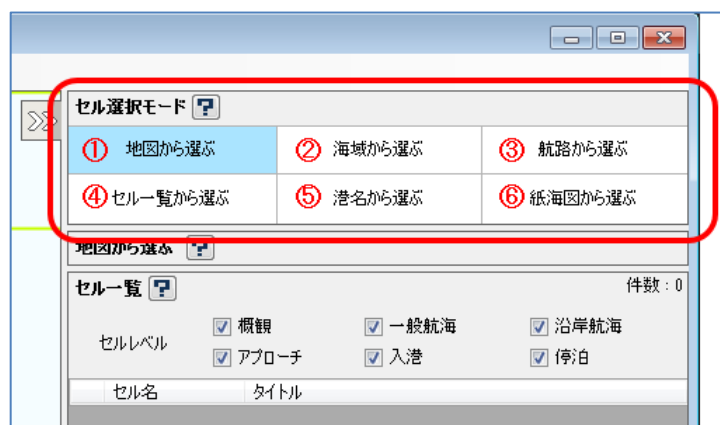 セル選択モード ?
① 地図から選ぶ ② 海域から選ぶ ③ 航路から選ぶ
④ セル一覧から選ぶ ⑤ 港名から選ぶ ⑥ 紙海図から選ぶ
地図から選ぶ ?
セル一覧 ? 件数:0
セルレベル
概観 一般航海 沿岸航海
アプローチ 入港 停泊
セル名 タイトル